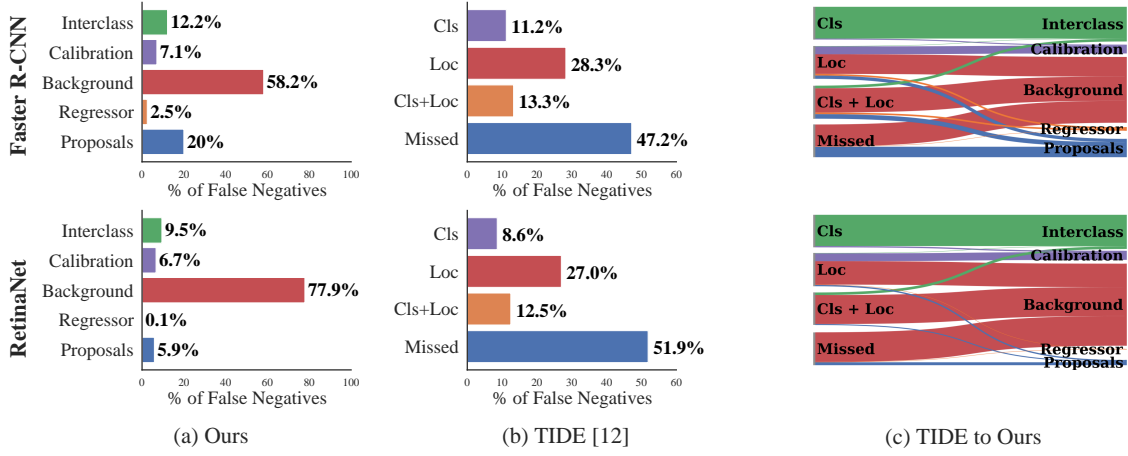 Faster R-CNN
Interclass
12.2%
Calibration
7.1%
Background
58.2%
Regressor
2.5%
Proposals
20%
0 20 40 60 80 100
% of False Negatives
Cls
11.2%
Loc
28.3%
Cls+Loc
13.3%
Missed
47.2%
0 10 20 30 40 50 60
% of False Negatives
Cls
Interclass
Calibration
Loc
Background
Cls + Loc
Regressor
Missed
Proposals
RetinaNet
Interclass
9.5%
Calibration
6.7%
Background
77.9%
Regressor
0.1%
Proposals
5.9%
0 20 40 60 80 100
% of False Negatives
Cls
8.6%
Loc
27.0%
Cls+Loc
12.5%
Missed
51.9%
0 10 20 30 40 50 60
% of False Negatives
Cls
Interclass
Calibration
Loc
Background
Cls + Loc
Regressor
Missed
Proposals
(a) Ours
(b) TIDE [12]
(c) TIDE to Ours